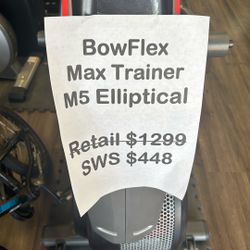 BowFlex
Max Trainer
M5 Elliptical
Retail $1299
SWS $448